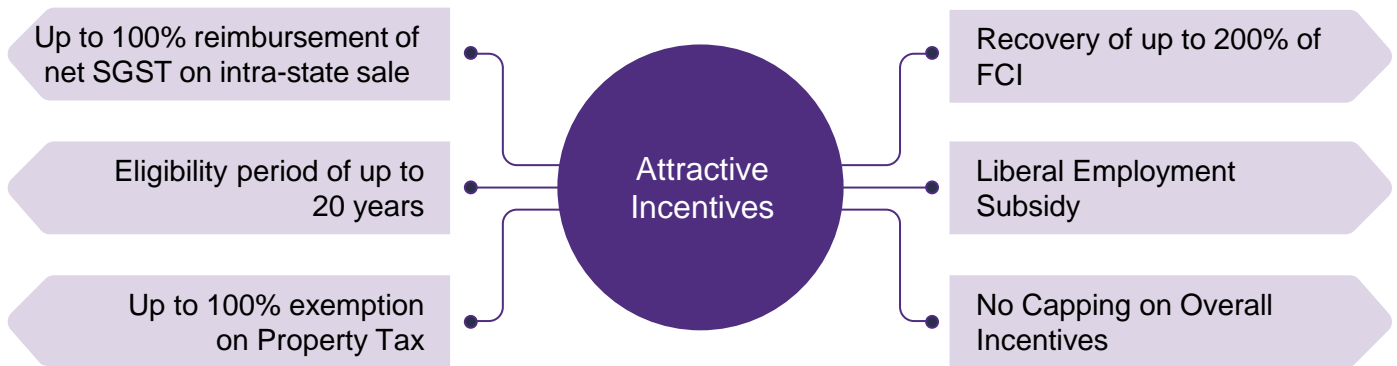 Up to 100% reimbursement of
net SGST on intra-state sale
Eligibility period of up to
20 years
Up to 100% exemption
on Property Tax
Attractive
Incentives
Recovery of up to 200% of
FCI
Liberal Employment
Subsidy
No Capping on Overall
Incentives